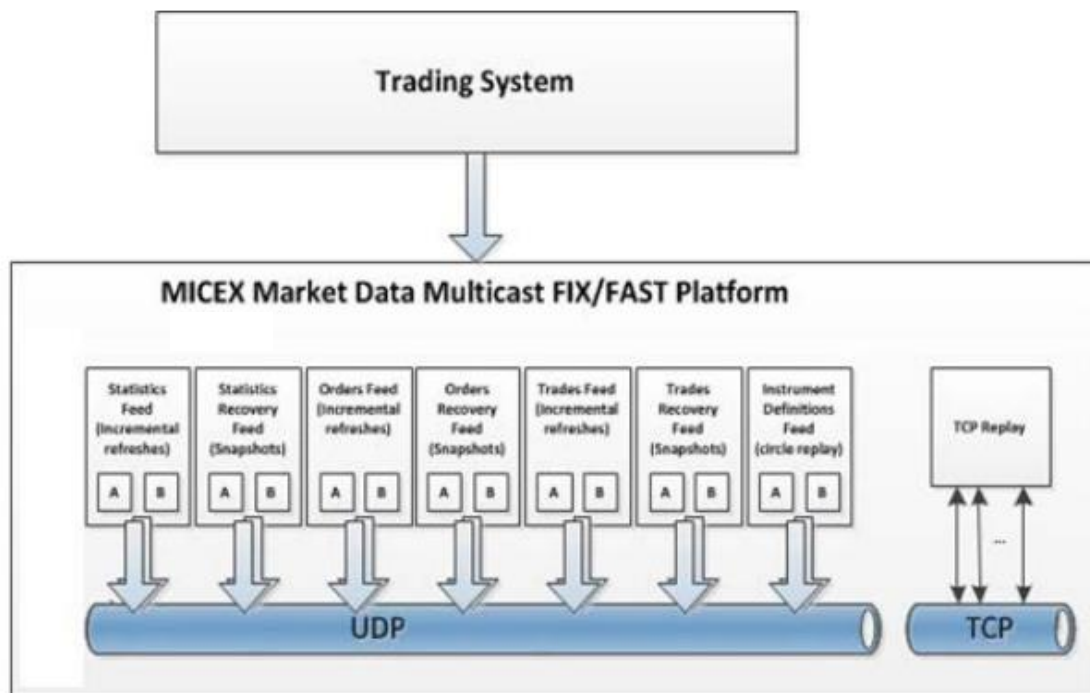 Trading System
MICEX Market Data Multicast FIX/FAST Platform
Statistics
Feed
(Incremental
refreshes)
A B
Statistics
Recovery
Feed
(Snapshots)
A B
Orders Feed
(Incremental
refreshes)
A B
Orders
Recovery
Feed
(Snapshots)
A B
Trades Feed
(Incremental
refreshes)
A B
Trades
Recovery
Feed
(Snapshots)
A B
Instrument
Definitions
Feed
(circle replay)
A B
TCP Replay
...
UDP
TCP